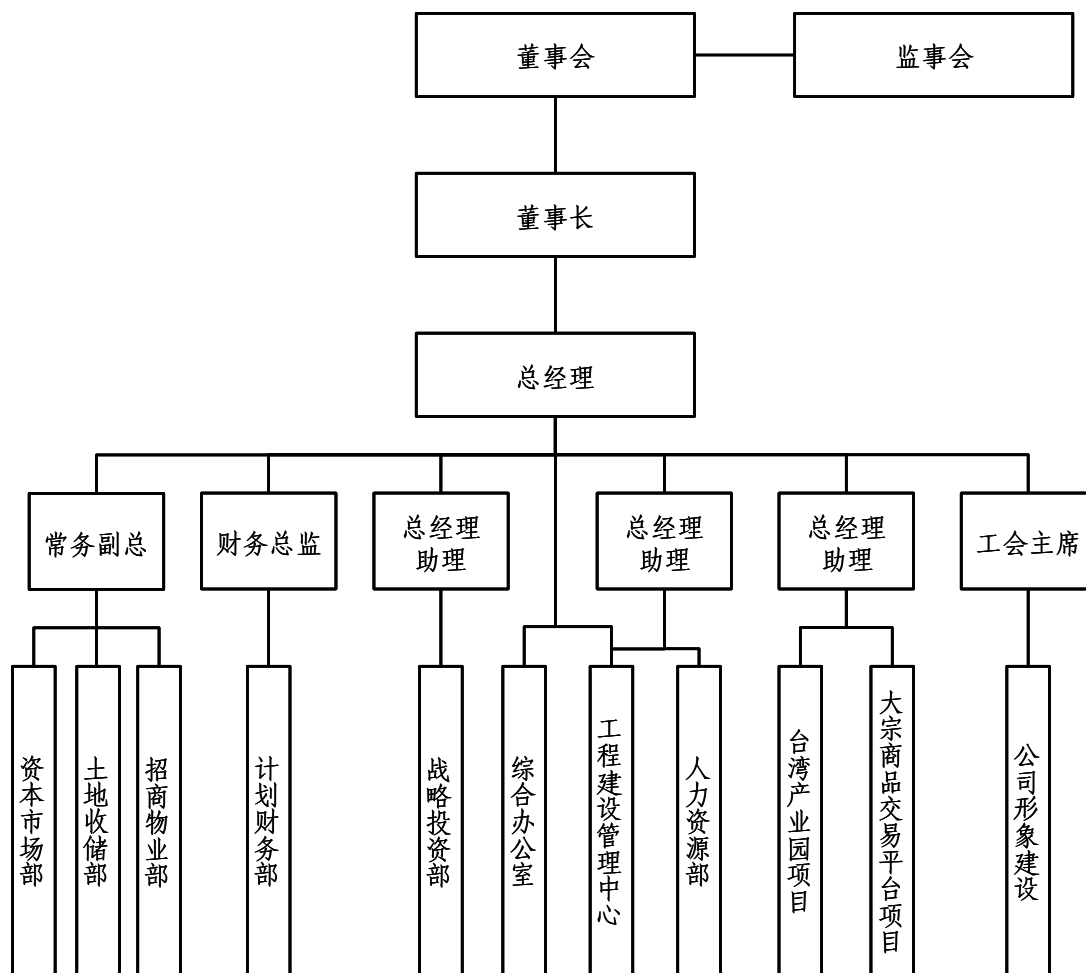 董事会
监事会
董事长
总经理
常务副总
财务总监
总经理
助理
总经理
助理
总经理
助理
工会主席
资本市场部
土地收储部
招商物业部
计划财务部
战略投资部
综合办公室
工程建设管理中心
人力资源部
台湾产业园项目
大宗商品交易平台项目
公司形象建设